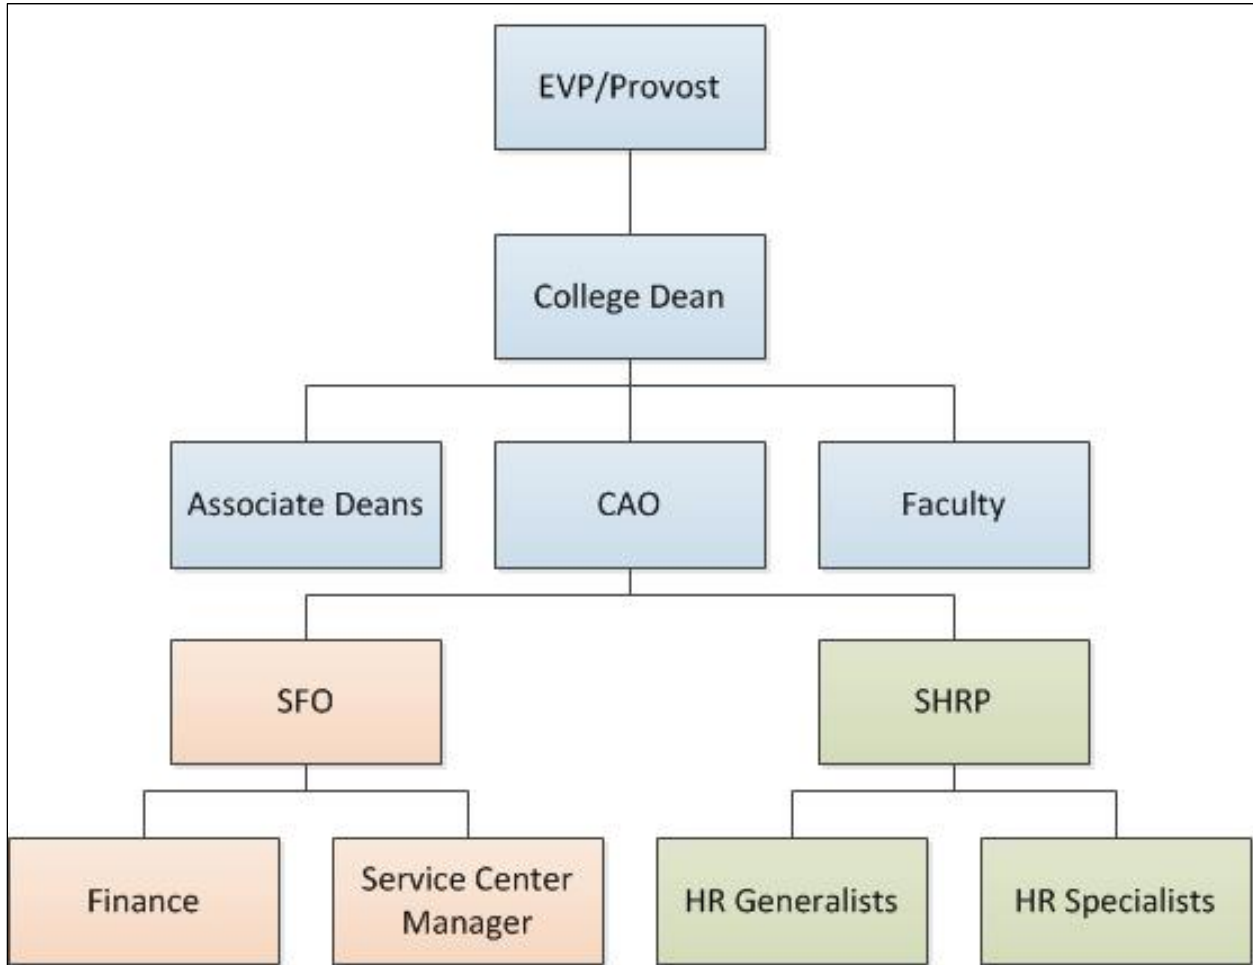 EVP/Provost
College Dean
Associate Deans
CAO
Faculty
SFO
SHRP
Finance
Service Center
Manager
HR Generalists
HR Specialists